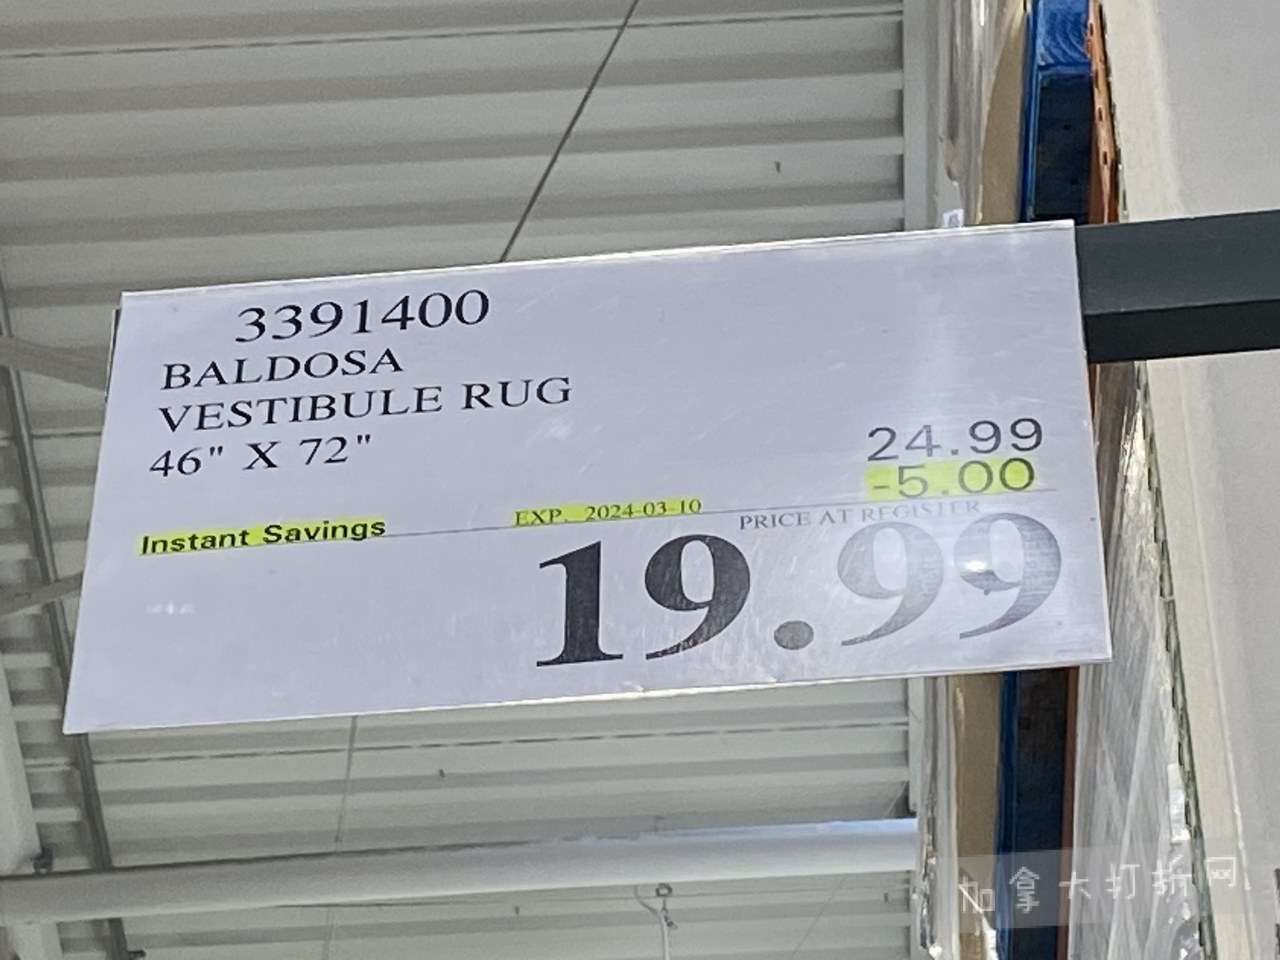 3391400
BALDOSA
VESTIBULE RUG
46" X 72"
24.99
-5.00
Instant Savings
EXP. 2024-03-10
PRICE AT REGISTER
19.99
加拿大打折网